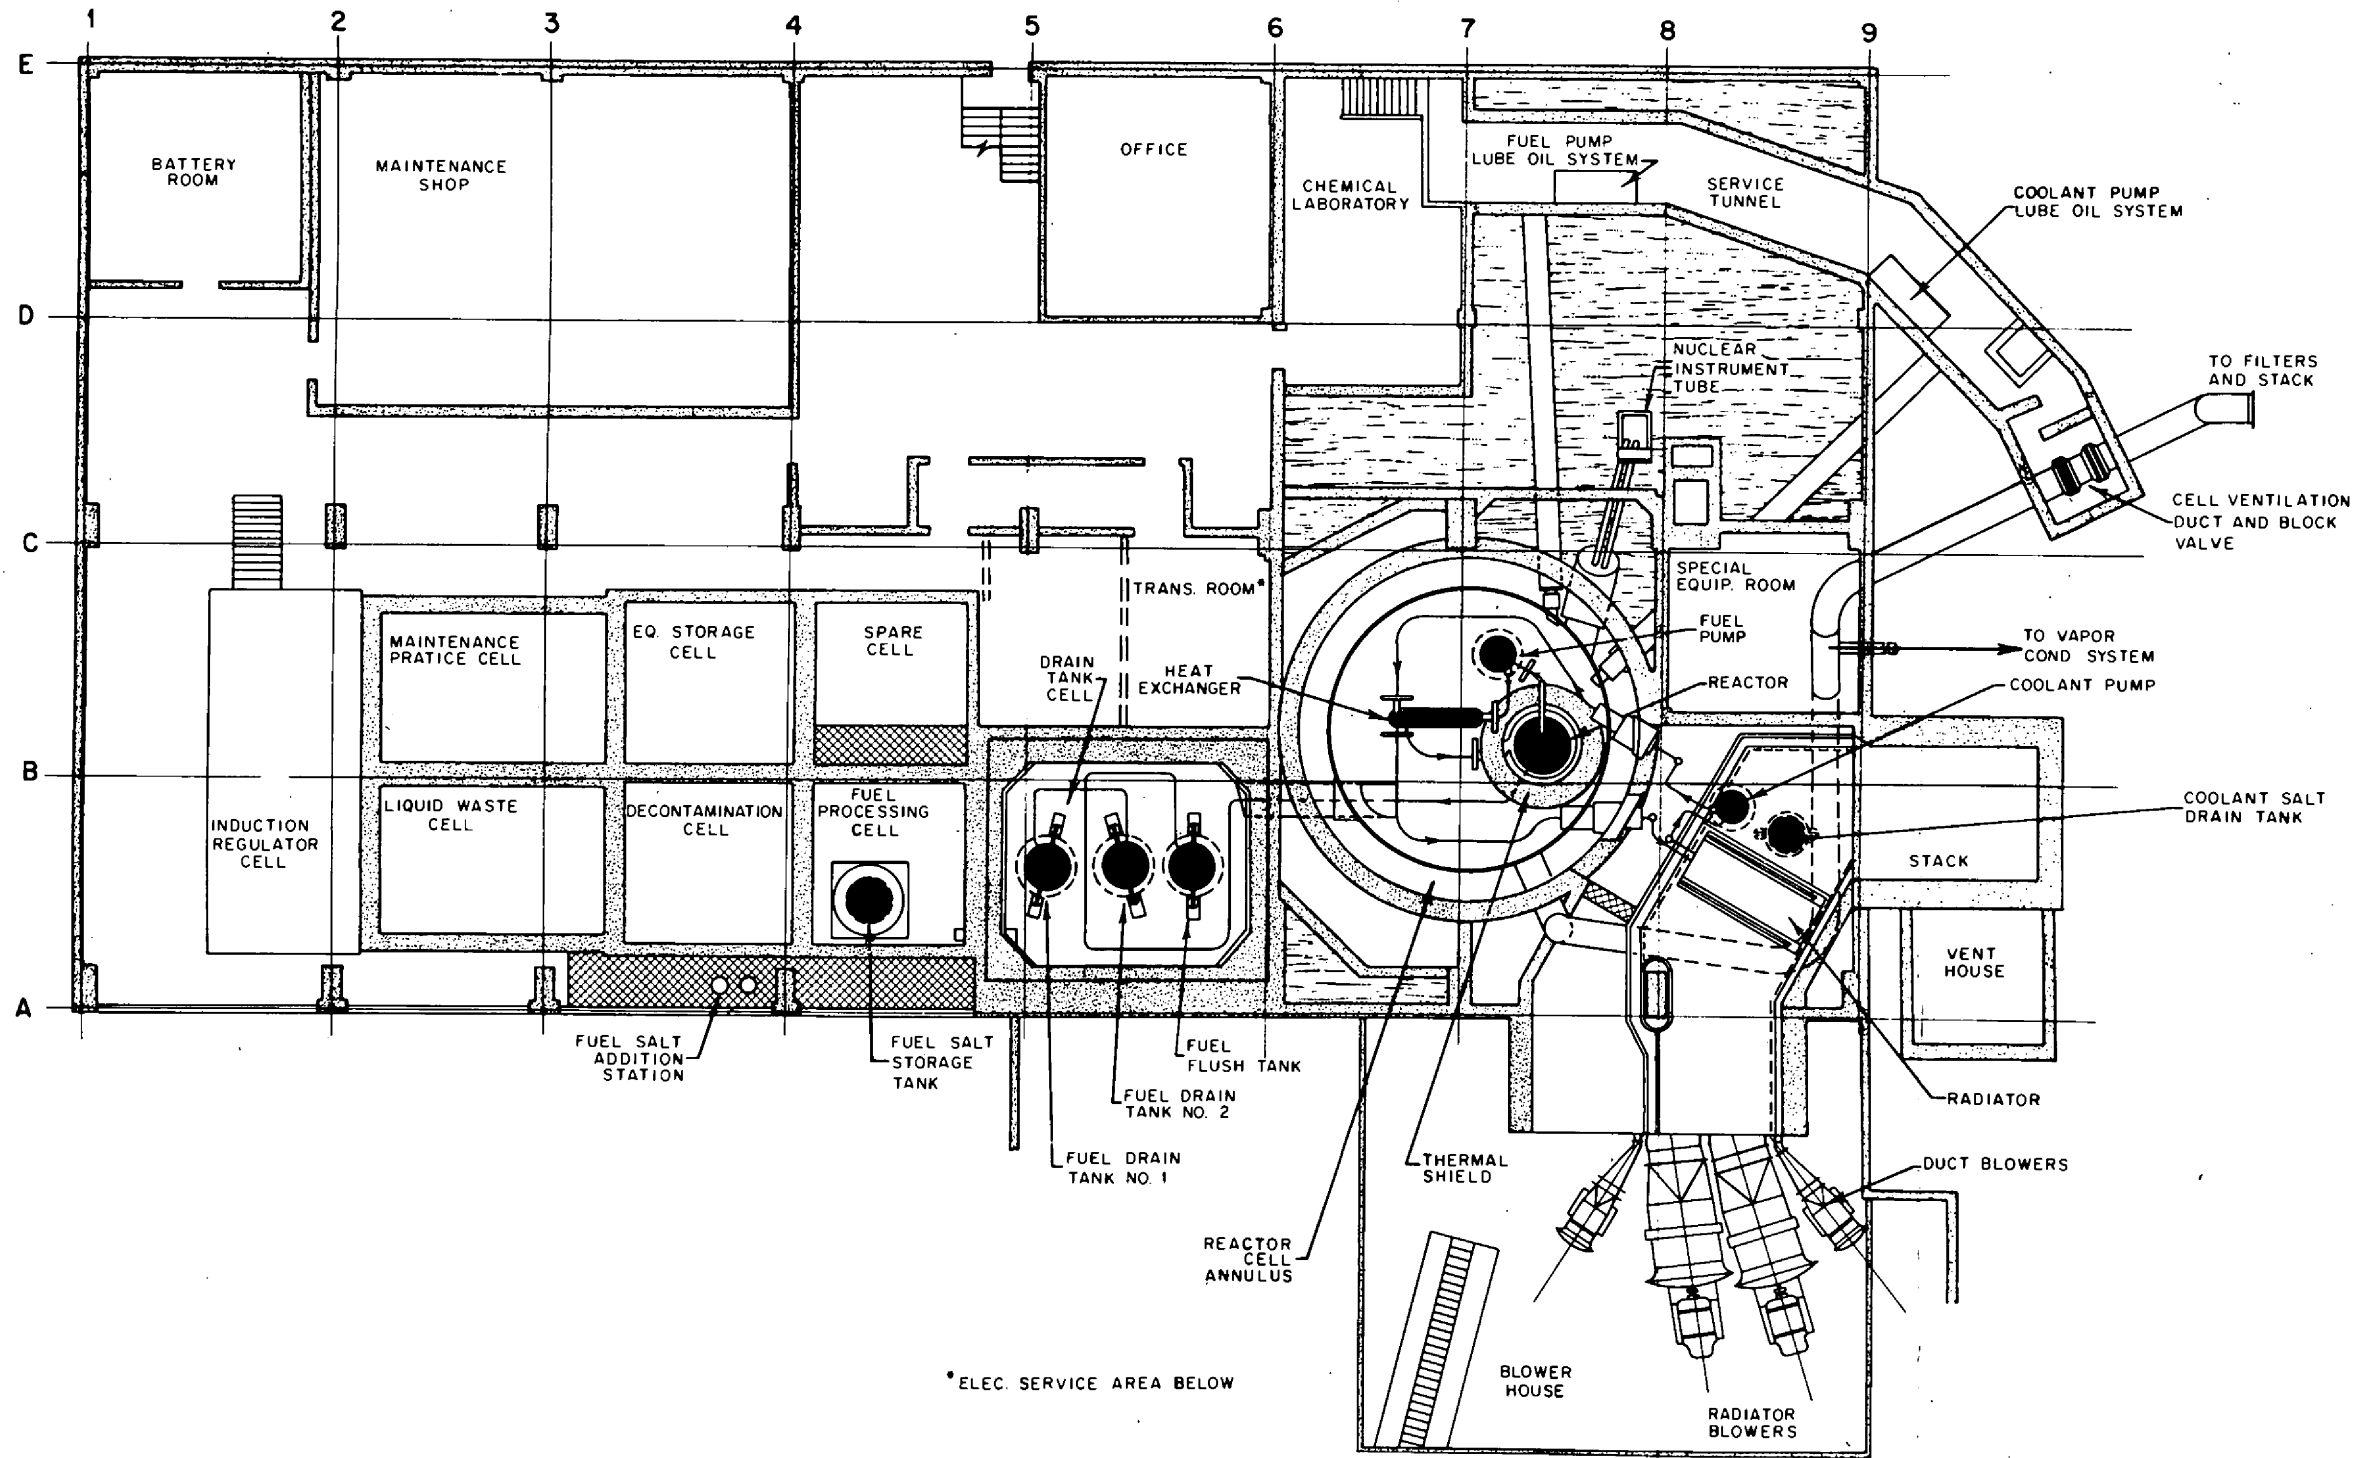 1 2 3 4 5 6 7 8 9
E
D
C
B
A
BATTERY
ROOM
MAINTENANCE
SHOP
OFFICE
CHEMICAL
LABORATORY
FUEL PUMP
LUBE OIL SYSTEM
SERVICE
TUNNEL
COOLANT PUMP
LUBE OIL SYSTEM
NUCLEAR
INSTRUMENT
TUBE
TO FILTERS
AND STACK
CELL VENTILATION
DUCT AND BLOCK
VALVE
SPECIAL
EQUIP. ROOM
TRANS. ROOM*
FUEL
PUMP
TO VAPOR
COND SYSTEM
REACTOR
COOLANT PUMP
MAINTENANCE
PRATICE CELL
EQ. STORAGE
CELL
SPARE
CELL
DRAIN
TANK
CELL
HEAT
EXCHANGER
INDUCTION
REGULATOR
CELL
LIQUID WASTE
CELL
DECONTAMINATION
CELL
FUEL
PROCESSING
CELL
COOLANT SALT
DRAIN TANK
STACK
VENT
HOUSE
FUEL SALT
ADDITION
STATION
FUEL SALT
STORAGE
TANK
FUEL
FLUSH TANK
FUEL DRAIN
TANK NO. 2
FUEL DRAIN
TANK NO. 1
THERMAL
SHIELD
RADIATOR
DUCT BLOWERS
REACTOR
CELL
ANNULUS
BLOWER
HOUSE
RADIATOR
BLOWERS
*ELEC. SERVICE AREA BELOW